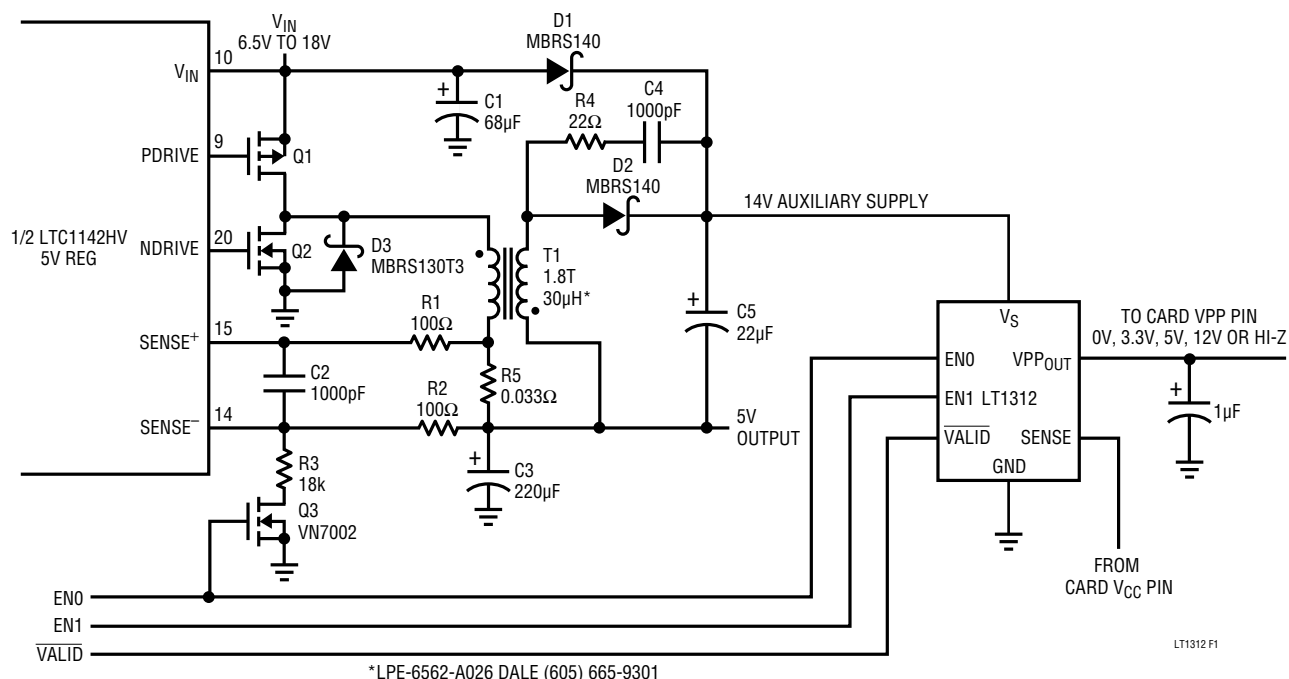 V_IN
6.5V TO 18V
D1
MBRS140
V_IN
10
+
C1
68µF
R4
22Ω
C4
1000pF
PDRIVE
9
Q1
D2
MBRS140
14V AUXILIARY SUPPLY
1/2 LTC1142HV
5V REG
NDRIVE
20
Q2
D3
MBRS130T3
T1
1.8T
30µH*
+
C5
22µF
SENSE+
15
R1
100Ω
C2
1000pF
R5
0.033Ω
SENSE−
14
R2
100Ω
5V
OUTPUT
+
C3
220µF
R3
18k
Q3
VN7002
V_S
EN0
VPP_OUT
EN1
LT1312
VALID
SENSE
GND
TO CARD VPP PIN
0V, 3.3V, 5V, 12V OR HI-Z
+
1µF
FROM
CARD V_CC PIN
EN0
EN1
VALID
LT1312 F1
*LPE-6562-A026 DALE (605) 665-9301